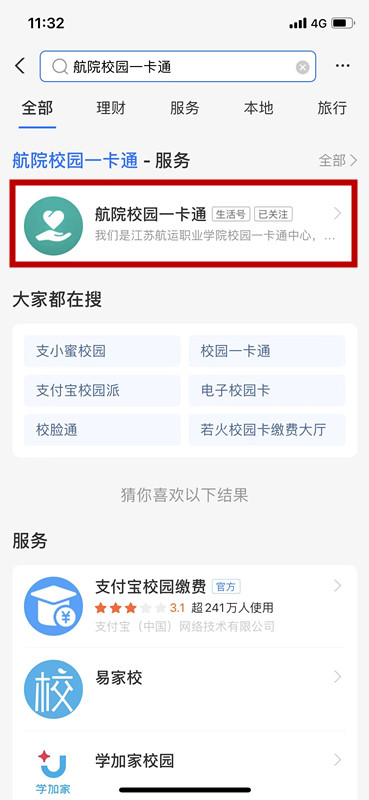 11:32
4G
航院校园一卡通
全部 理财 服务 本地 旅行
航院校园一卡通 - 服务 全部
航院校园一卡通 生活号 已关注
我们是江苏航运职业学院校园一卡通中心，...
大家都在搜
支小蜜校园 校园一卡通
支付宝校园派 电子校园卡
校脸通 若火校园卡缴费大厅
猜你喜欢以下结果
服务
支付宝校园缴费 官方
3.1 超241万人使用
支付宝（中国）网络技术有限公司
校 易家校
学加家校园
学加家